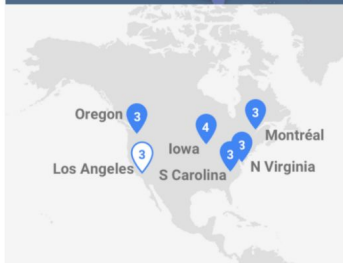 Oregon 3
3
4
Iowa
Montréal
3
Los Angeles
3
3
S Carolina
N Virginia